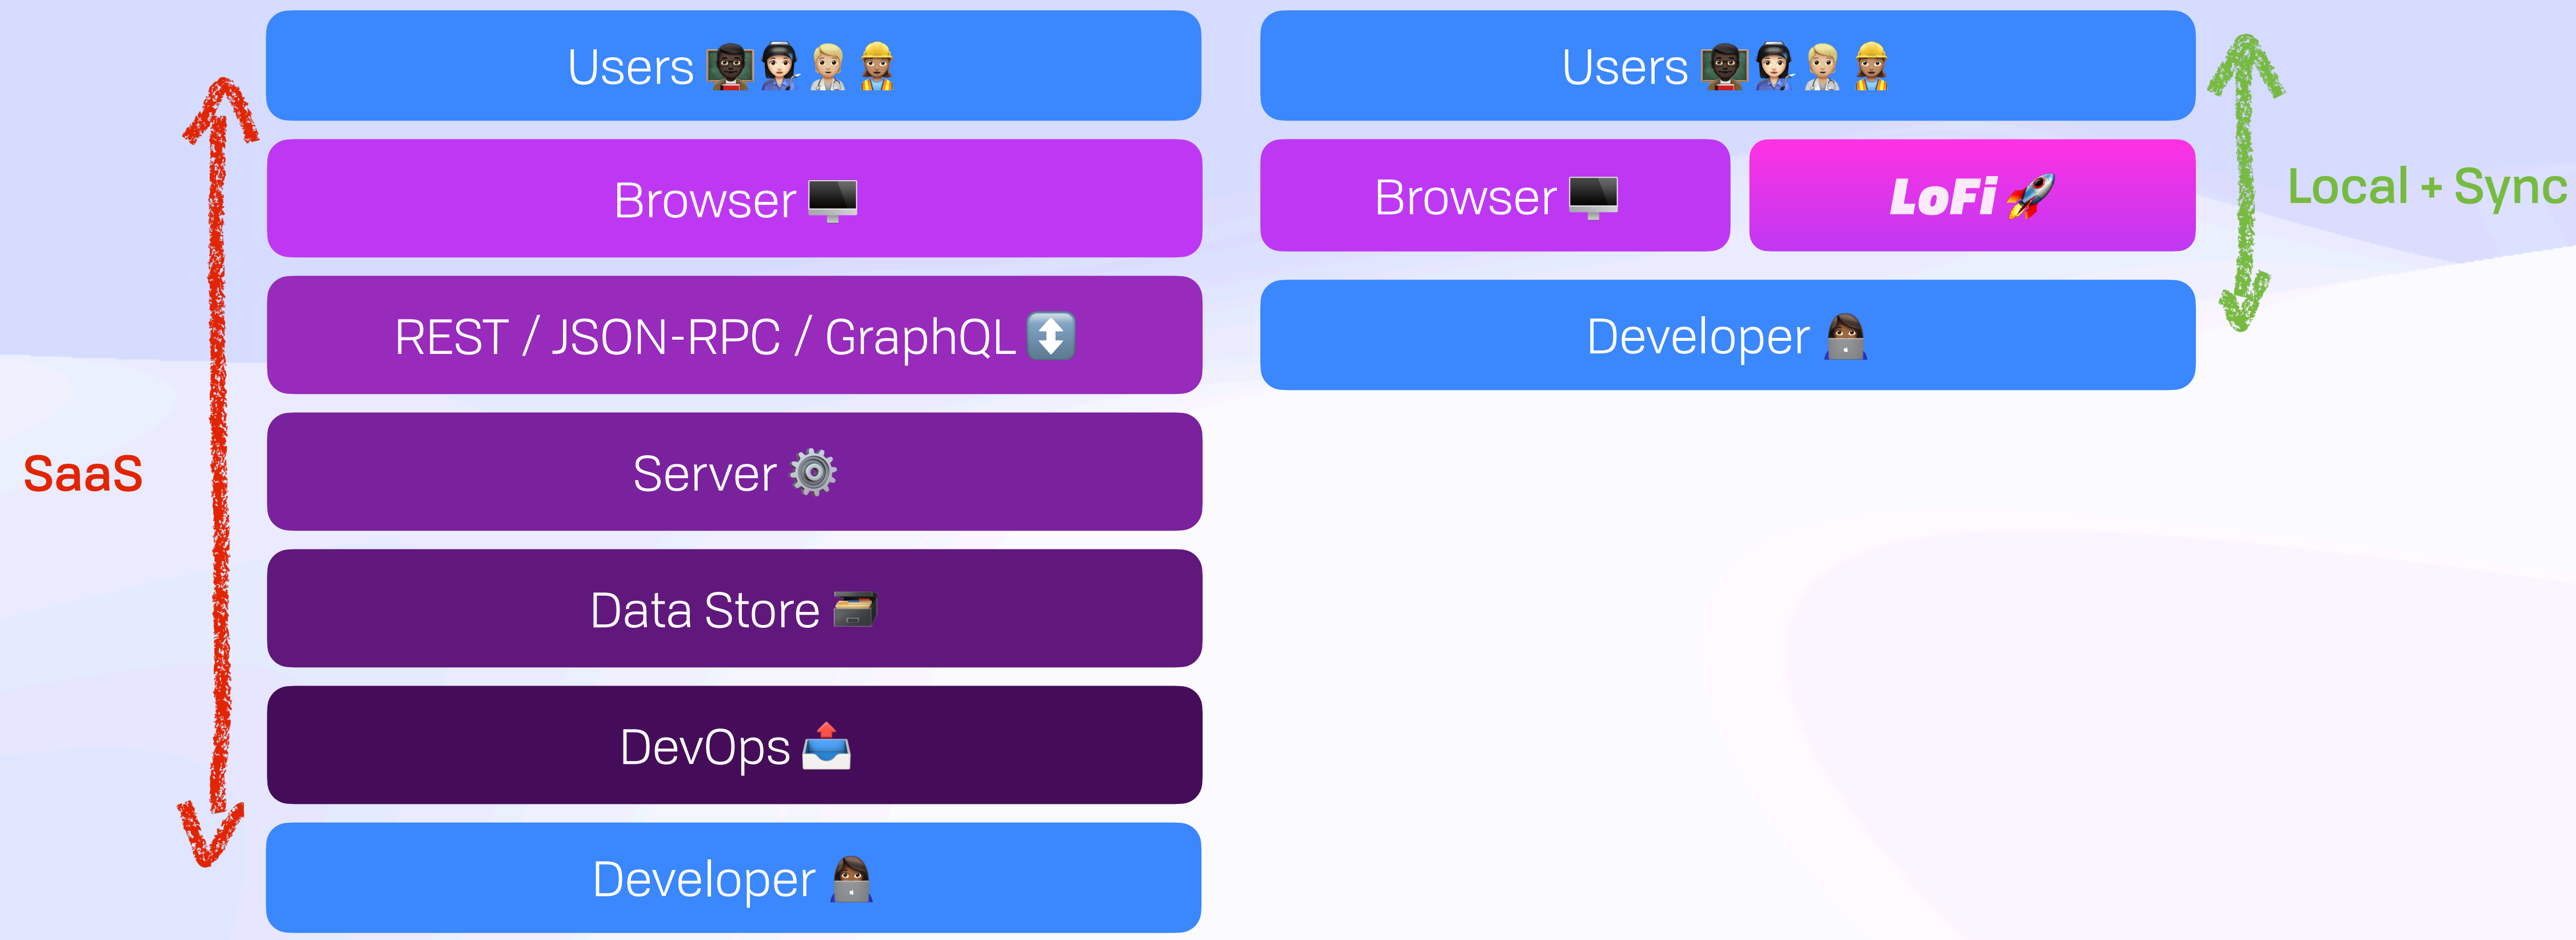 Users 👨🏿‍🏫👩🏻‍🏭🧑🏼‍⚕️👷🏽‍♀️
Browser 🖥️
REST / JSON-RPC / GraphQL ↕️
SaaS
Server ⚙️
Data Store 🗃️
DevOps 📤
Developer 👩🏾‍💻
Users 👨🏿‍🏫👩🏻‍🏭🧑🏼‍⚕️👷🏽‍♀️
Browser 🖥️
LoFi 🚀
Local + Sync
Developer 👩🏾‍💻